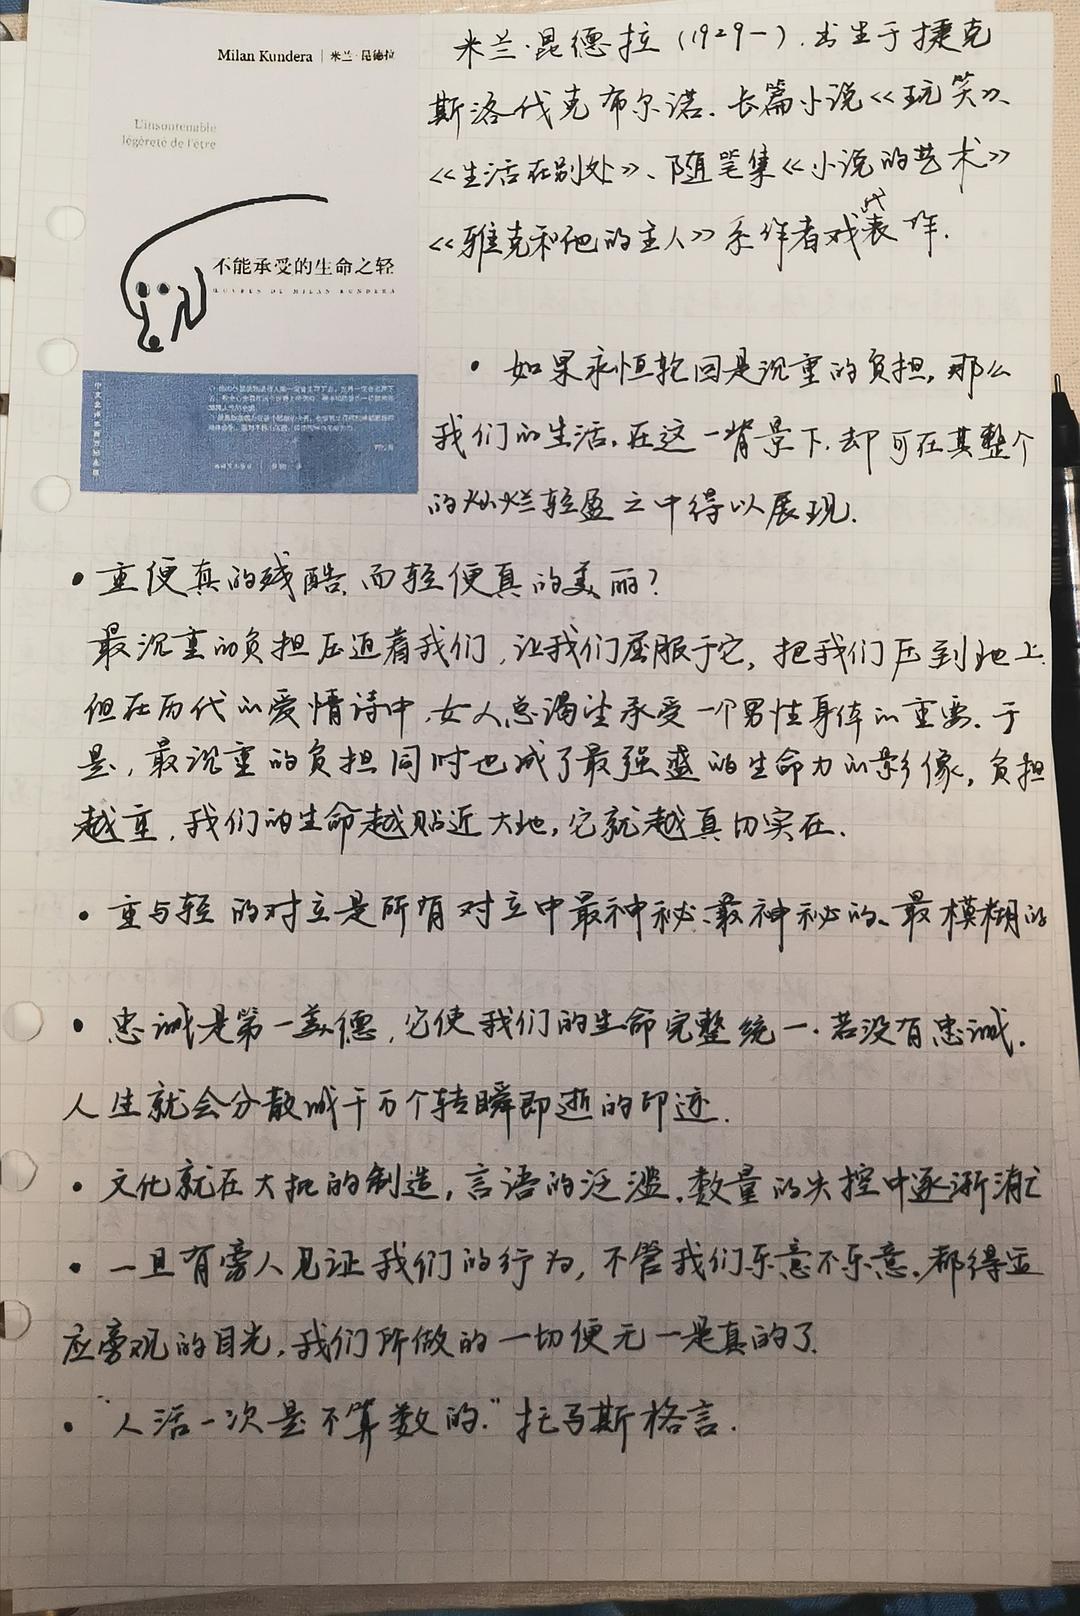 Milan Kundera | 米兰·昆德拉
L'insoutenable
légèreté de l'être
不能承受的生命之轻
ŒUVRES DE MILAN KUNDERA
米兰·昆德拉(1929-).出生于捷克
斯洛伐克布尔诺.长篇小说《玩笑》、
《生活在别处》、随笔集《小说的艺术》
《雅克和他的主人》系作者戏代表作.
• 如果永恒轮回是沉重的负担,那么
我们的生活,在这一背景下,却可在其整个
的灿烂轻盈之中得以展现.
• 重便真的残酷,而轻便真的美丽?
最沉重的负担压迫着我们,让我们屈服于它,把我们压到地上.
但在历代的爱情诗中,女人总渴望承受一个男性身体的重量.于
是,最沉重的负担同时也成了最强盛的生命力的影像,负担
越重,我们的生命越贴近大地,它就越真切实在.
• 重与轻的对立是所有对立中最神秘、最神秘的、最模糊的
• 忠诚是第一美德,它使我们的生命完整统一.若没有忠诚.
人生就会分散成千万个转瞬即逝的印迹.
• 文化就在大批的制造,言语的泛滥,数量的失控中逐渐消亡
• 一旦有旁人见证我们的行为,不管我们乐意不乐意,都得适
应旁观的目光,我们所做的一切便无一是真的了.
• "人活一次是不算数的."托马斯格言.